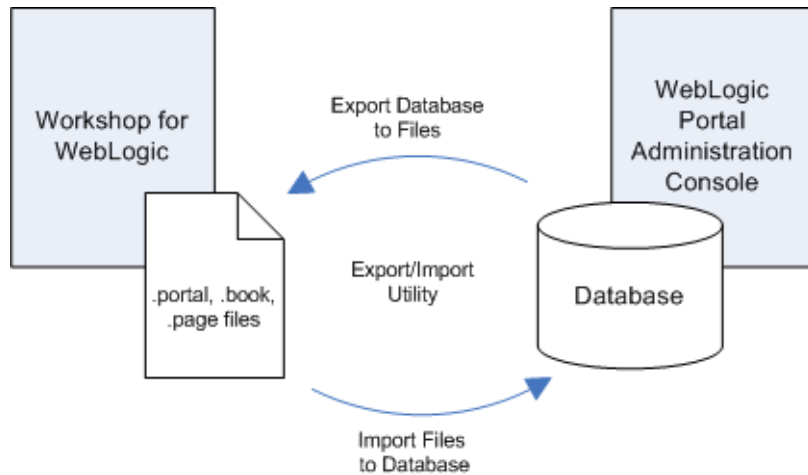 Workshop for
WebLogic
.portal, .book,
.page files
Export Database
to Files
Export/Import
Utility
Import Files
to Database
WebLogic
Portal
Administration
Console
Database